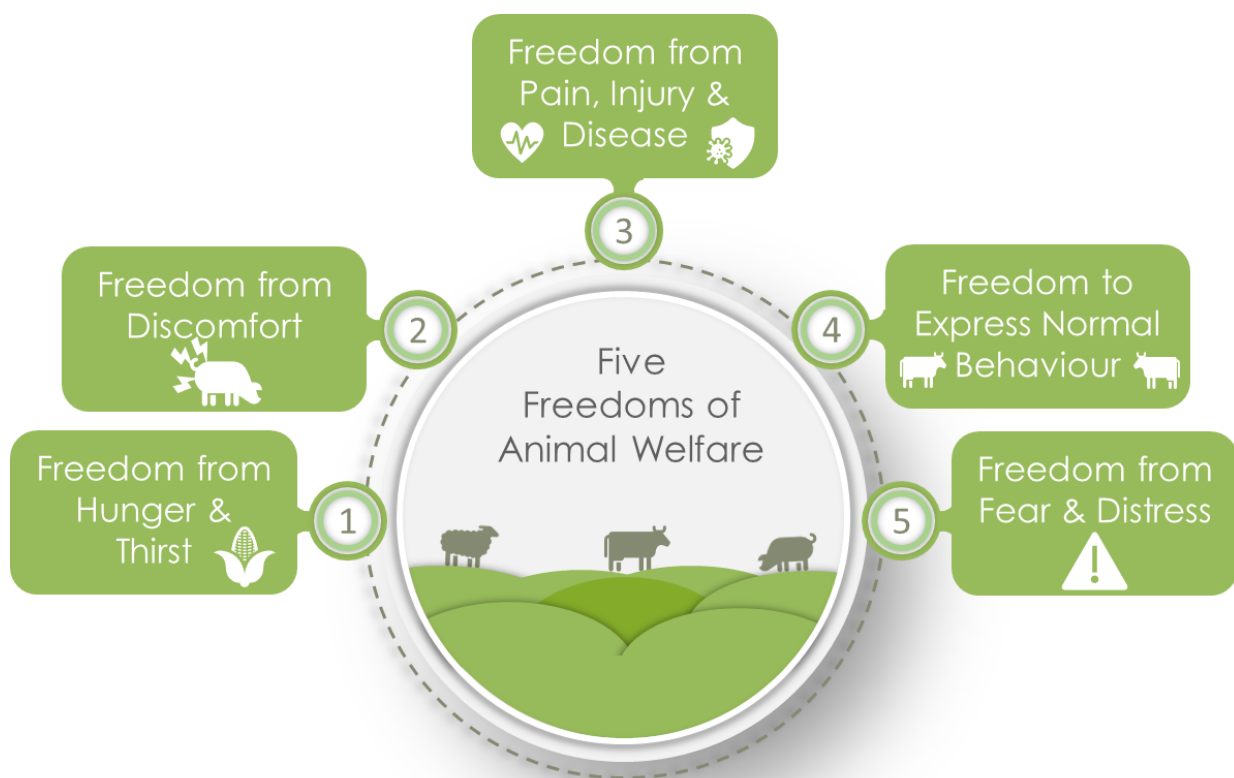 Five
Freedoms of
Animal Welfare
1
Freedom from
Hunger &
Thirst
2
Freedom from
Discomfort
3
Freedom from
Pain, Injury &
Disease
4
Freedom to
Express Normal
Behaviour
5
Freedom from
Fear & Distress